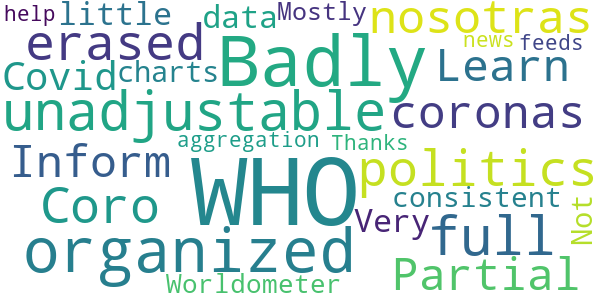 help little data Mostly nosotras
erased Badly news feeds
Covid charts Learn
unadjustable coronas
aggregation Thanks
Inform WHO politics
Coro consistent Not
Very full
organized Partial
Worldometer